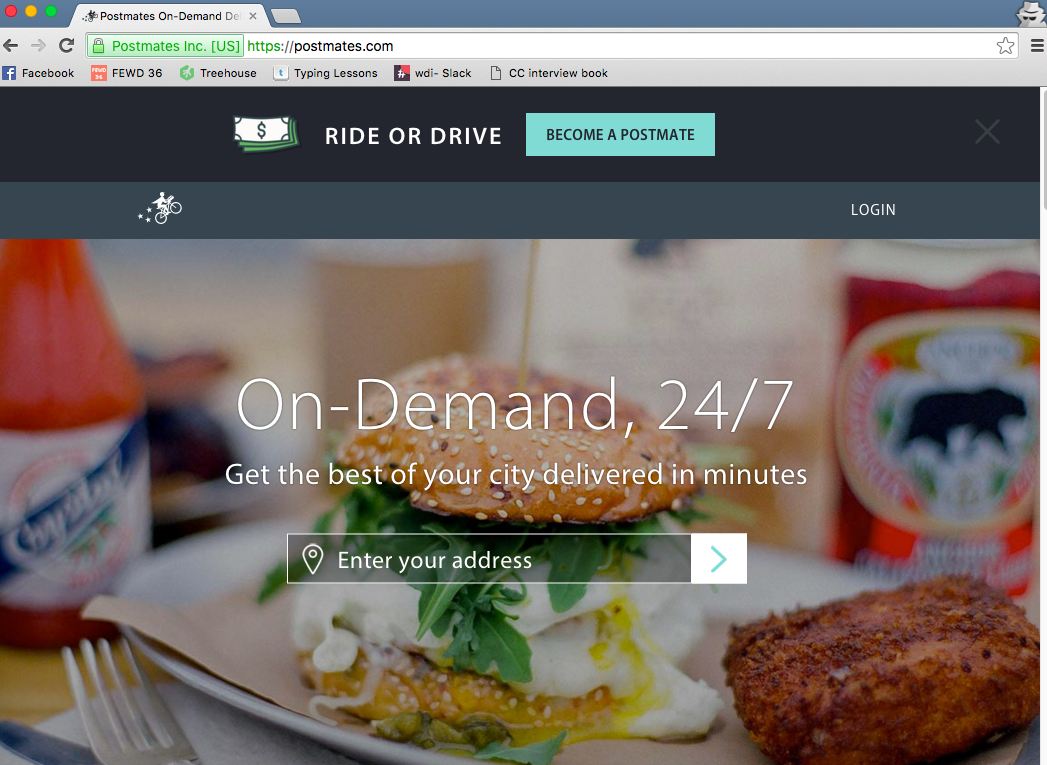 Postmates On-Demand De
Postmates Inc. [US] https://postmates.com
Facebook FEWD 36 Treehouse t Typing Lessons wdi- Slack CC interview book
$ RIDE OR DRIVE BECOME A POSTMATE
LOGIN
On-Demand, 24/7
Get the best of your city delivered in minutes
Enter your address
Crystal